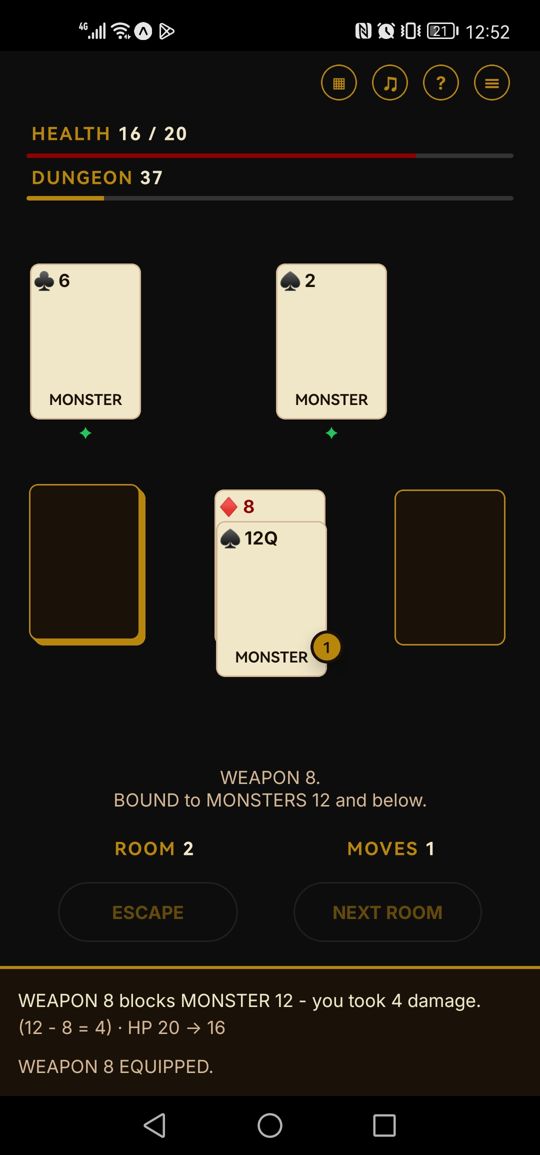 4G 21 12:52
?
HEALTH 16 / 20
DUNGEON 37
6
2
MONSTER
MONSTER
8
12Q
MONSTER
1
WEAPON 8.
BOUND to MONSTERS 12 and below.
ROOM 2
MOVES 1
ESCAPE
NEXT ROOM
WEAPON 8 blocks MONSTER 12 - you took 4 damage.
(12 - 8 = 4) · HP 20 → 16
WEAPON 8 EQUIPPED.